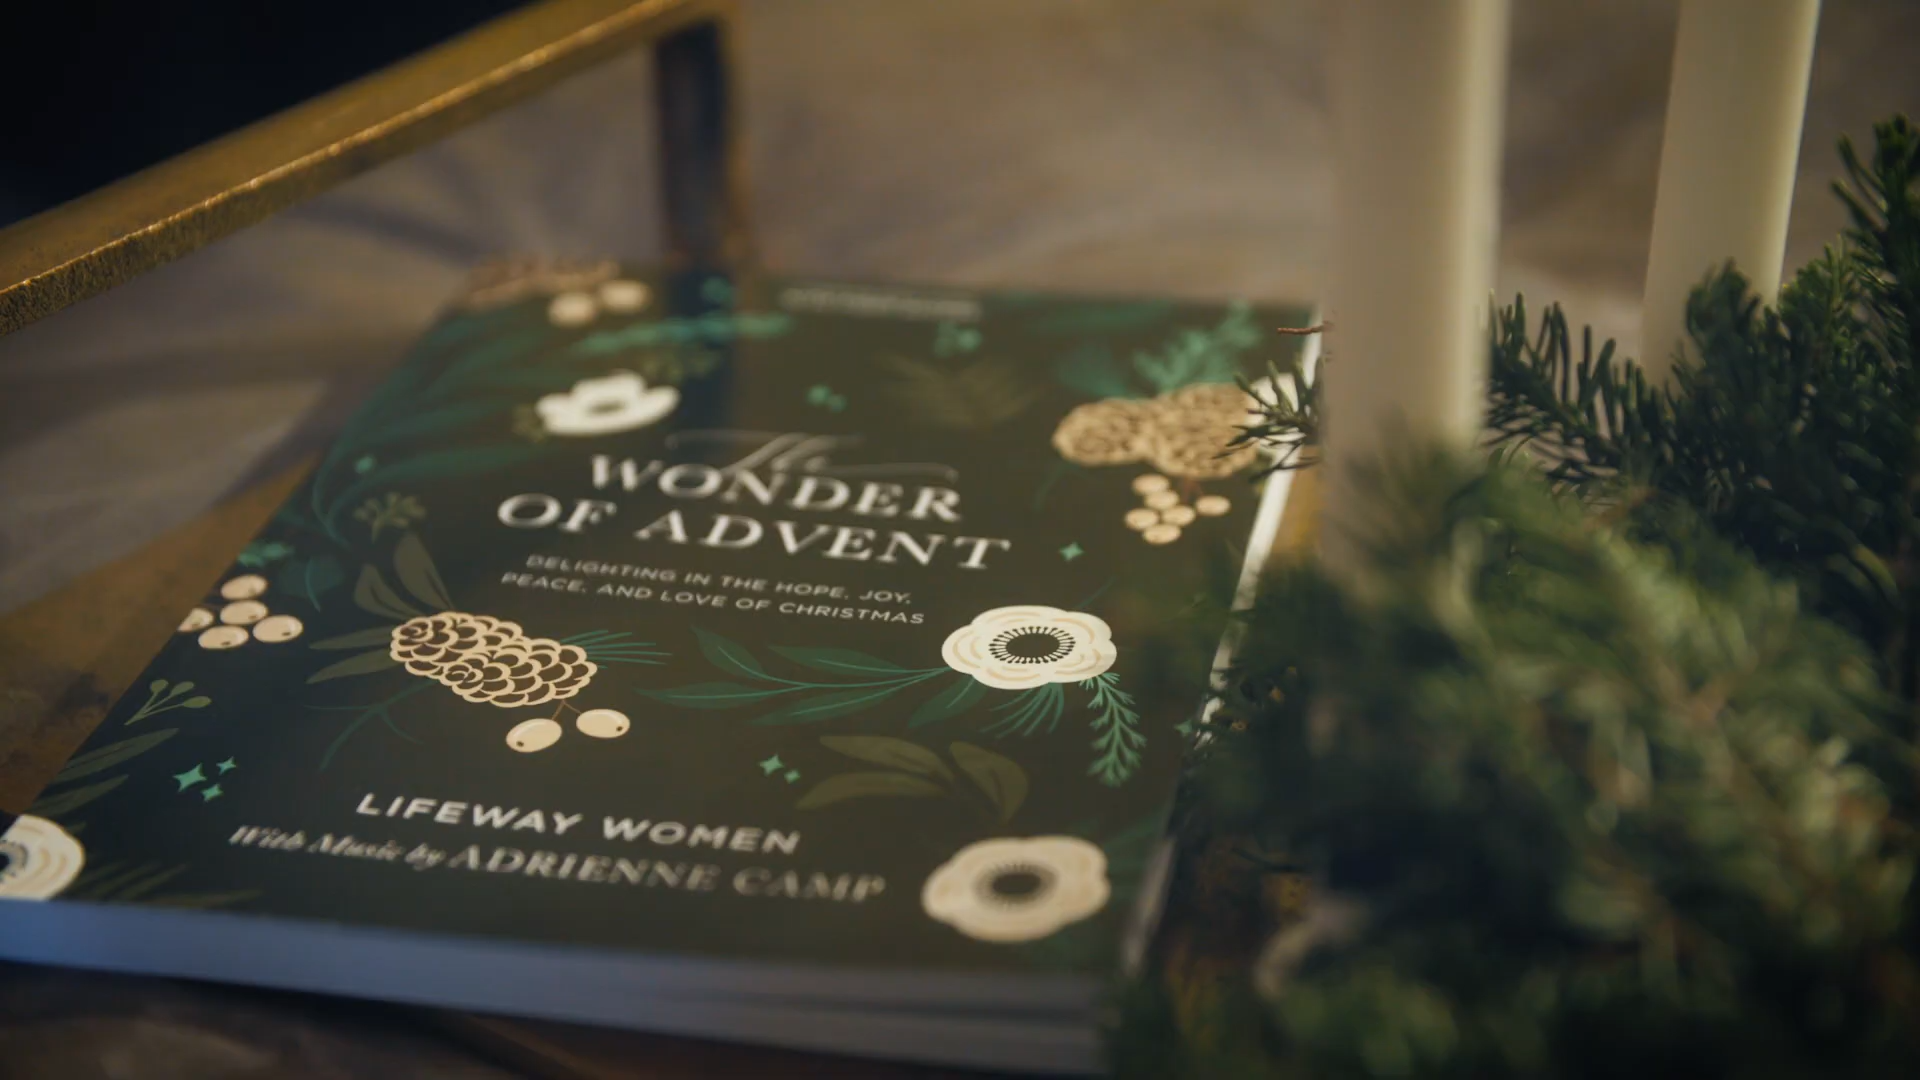 The
WONDER
OF ADVENT
DELIGHTING IN THE HOPE, JOY,
PEACE, AND LOVE OF CHRISTMAS
LIFEWAY WOMEN
With Music by ADRIENNE CAMP